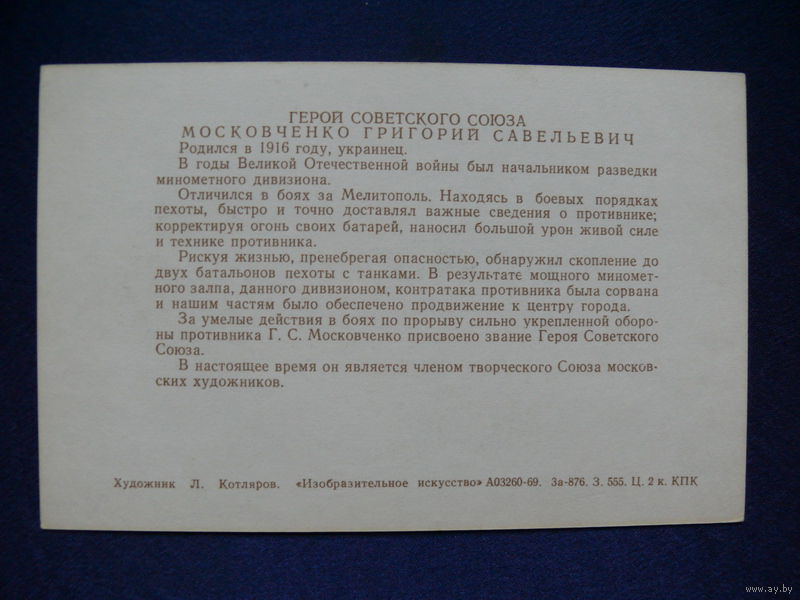 ГЕРОЙ СОВЕТСКОГО СОЮЗА
МОСКОВЧЕНКО ГРИГОРИЙ САВЕЛЬЕВИЧ
Родился в 1916 году, украинец.
В годы Великой Отечественной войны был начальником разведки
минометного дивизиона.
Отличился в боях за Мелитополь. Находясь в боевых порядках
пехоты, быстро и точно доставлял важные сведения о противнике;
корректируя огонь своих батарей, наносил большой урон живой силе
и технике противника.
Рискуя жизнью, пренебрегая опасностью, обнаружил скопление до
двух батальонов пехоты с танками. В результате мощного миномет-
ного залпа, данного дивизионом, контратака противника была сорвана
и нашим частям было обеспечено продвижение к центру города.
За умелые действия в боях по прорыву сильно укрепленной оборо-
ны противника Г. С. Московченко присвоено звание Героя Советского
Союза.
В настоящее время он является членом творческого Союза москов-
ских художников.
Художник Л. Котляров. «Изобразительное искусство» А03260-69. За-876. З. 555. Ц. 2 к. КПК
www.ay.by